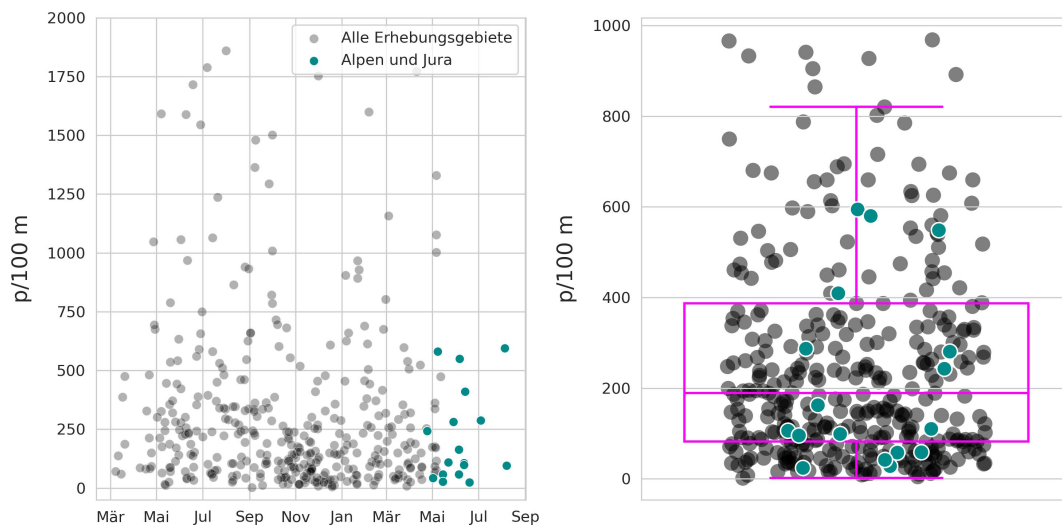 p/100 m
2000
1750
1500
1250
1000
750
500
250
0
Mär
Mai
Jul
Sep
Nov
Jan
Mär
Mai
Jul
Sep
Alle Erhebungsgebiete
Alpen und Jura
p/100 m
1000
800
600
400
200
0